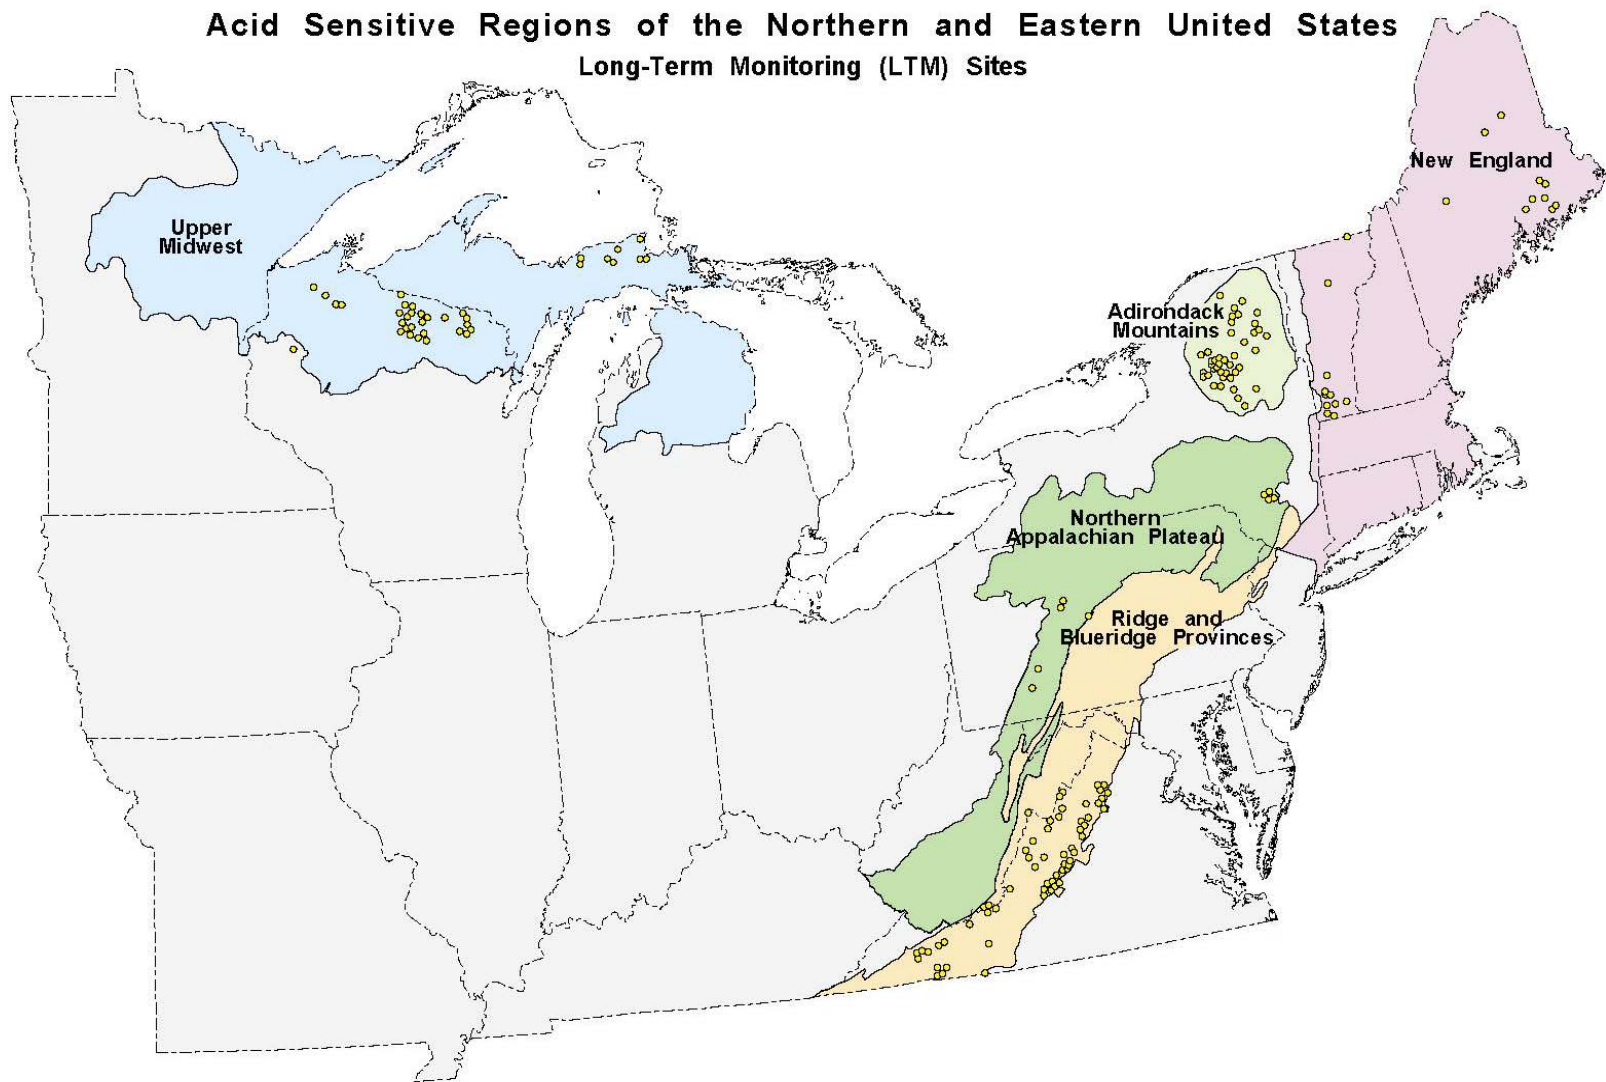 Acid Sensitive Regions of the Northern and Eastern United States
Long-Term Monitoring (LTM) Sites
New England
Upper
Midwest
Adirondack
Mountains
Northern
Appalachian Plateau
Ridge and
Blueridge Provinces